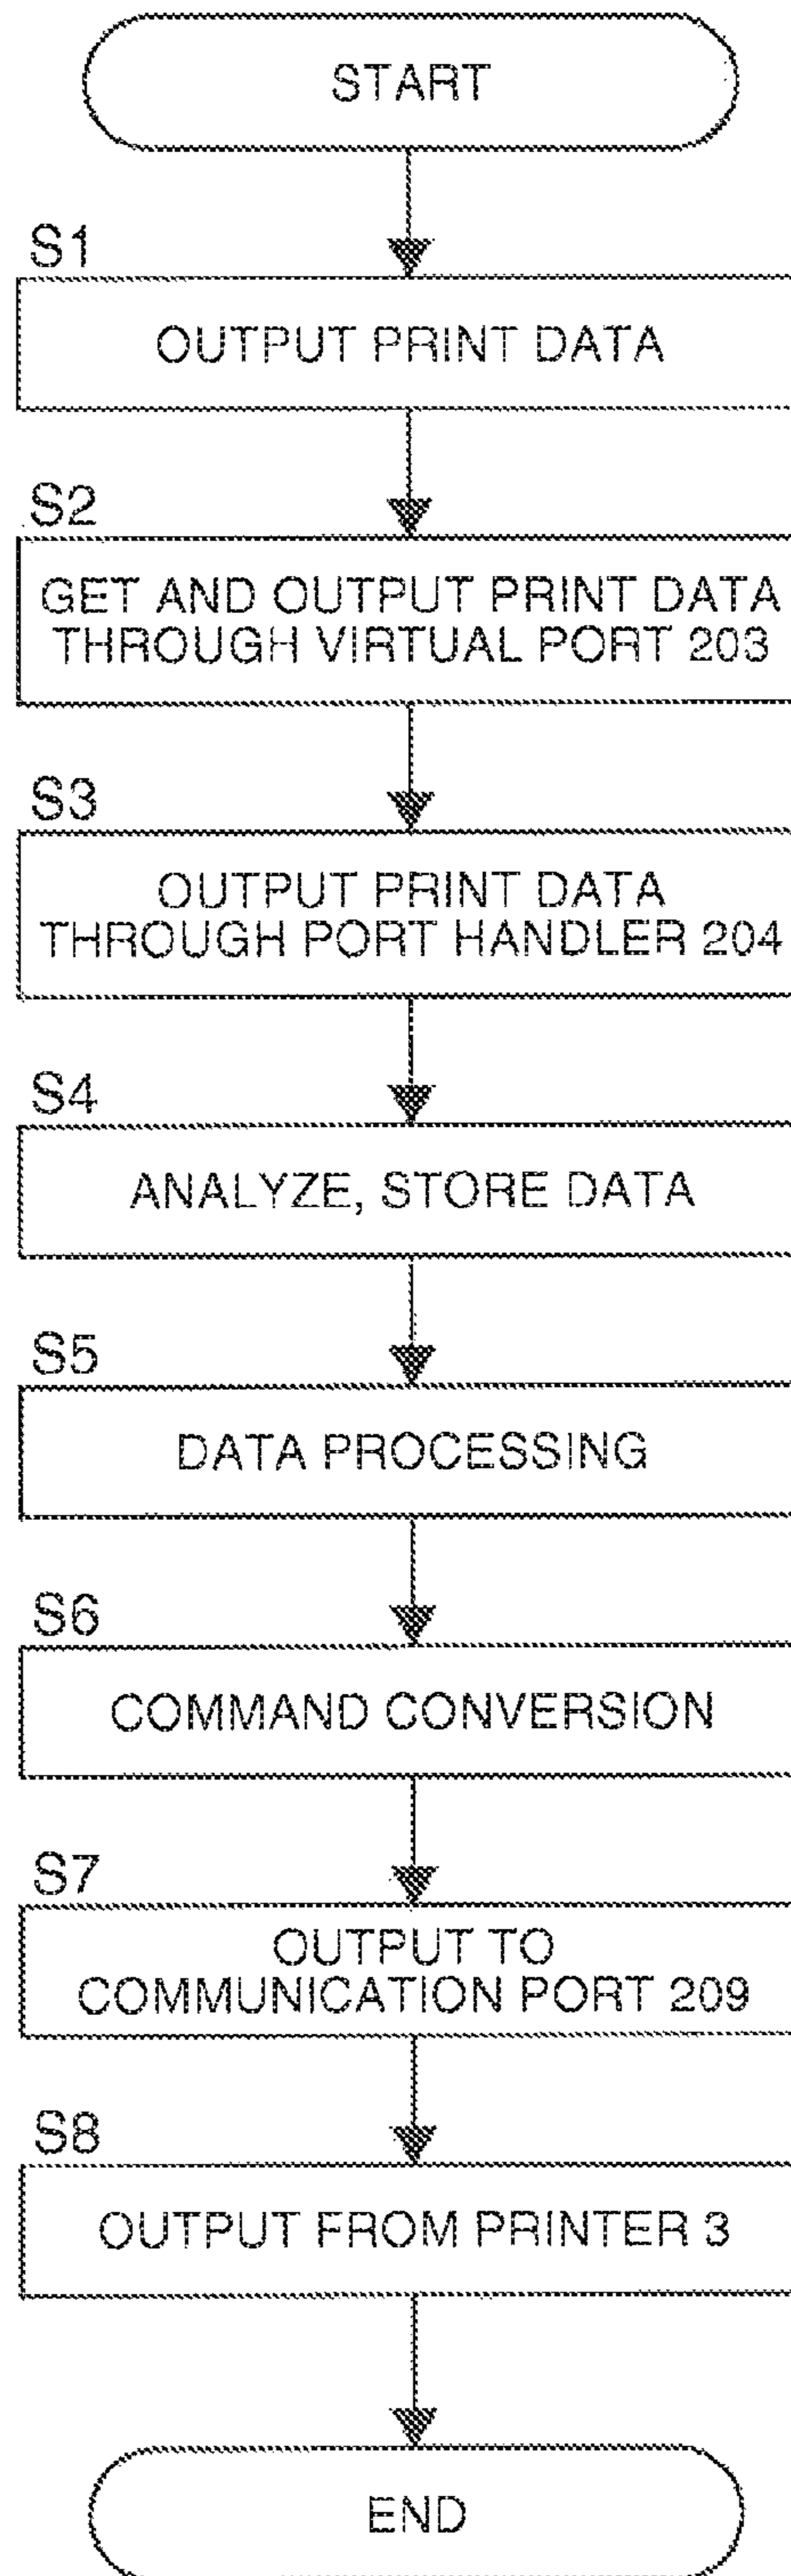 START
S1
OUTPUT PRINT DATA
S2
GET AND OUTPUT PRINT DATA
THROUGH VIRTUAL PORT 203
S3
OUTPUT PRINT DATA
THROUGH PORT HANDLER 204
S4
ANALYZE, STORE DATA
S5
DATA PROCESSING
S6
COMMAND CONVERSION
S7
OUTPUT TO
COMMUNICATION PORT 209
S8
OUTPUT FROM PRINTER 3
END